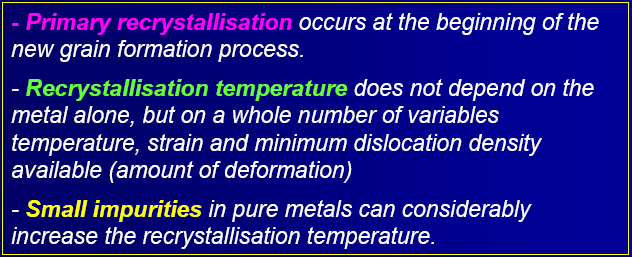 - Primary recrystallisation occurs at the beginning of the
new grain formation process.
- Recrystallisation temperature does not depend on the
metal alone, but on a whole number of variables
temperature, strain and minimum dislocation density
available (amount of deformation)
- Small impurities in pure metals can considerably
increase the recrystallisation temperature.